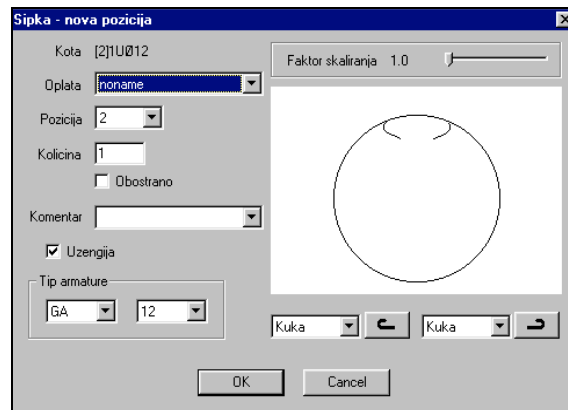 Sipka - nova pozicija
Kota [2]1UØ12
Oplata noname
Pozicija 2
Kolicina 1
Obostrano
Komentar
Uzengija
Tip armature
GA 12
Faktor skaliranja 1.0
Kuka Kuka
OK Cancel